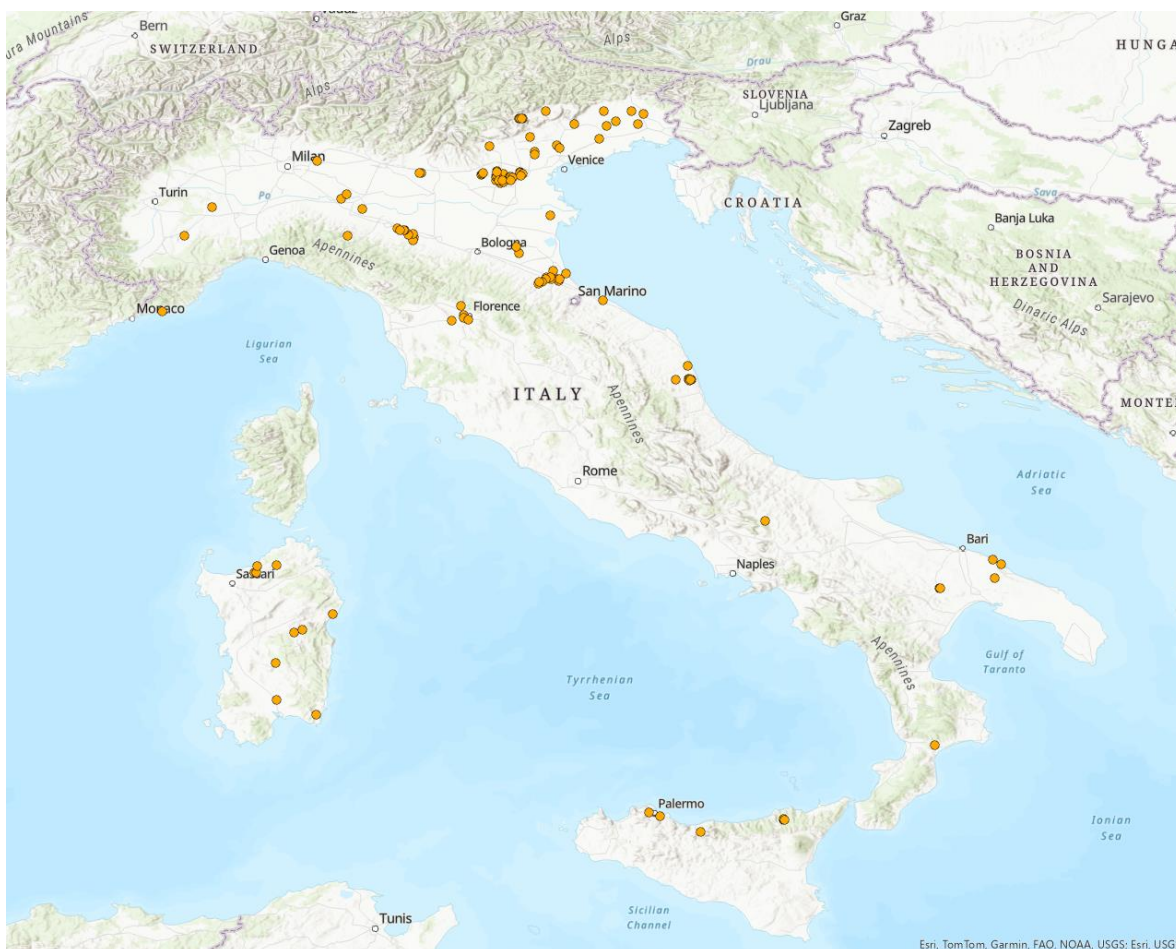 Bern
ura Mountains
SWITZERLAND
Alps
Graz
HUNGA
Alps
Drau
SLOVENIA
Ljubljana
Zagreb
Milan
Venice
Turin
Po
CROATIA
Sava
Banja Luka
Genoa
Apennines
Bologna
BOSNIA
AND
HERZEGOVINA
Sarajevo
Monaco
Florence
San Marino
Dinaric Alps
Ligurian
Sea
ITALY
Apennines
MONTE
Rome
Adriatic
Sea
Bari
Naples
Sassari
Apennines
Gulf of
Taranto
Tyrrhenian
Sea
Palermo
Ionian
Sea
Sicilian
Channel
Tunis
Esri, TomTom, Garmin, FAO, NOAA, USGS; Esri, USG